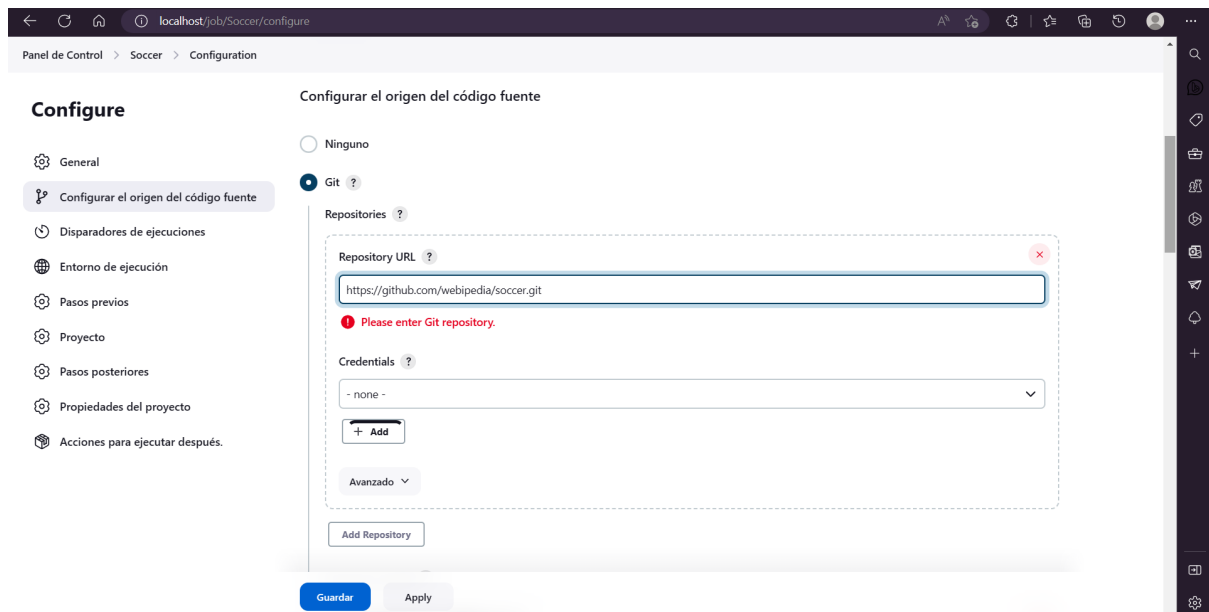 localhost/job/Soccer/configure
Panel de Control > Soccer > Configuration
Configure
General
Configurar el origen del código fuente
Disparadores de ejecuciones
Entorno de ejecución
Pasos previos
Proyecto
Pasos posteriores
Propiedades del proyecto
Acciones para ejecutar después.
Configurar el origen del código fuente
Ninguno
Git ?
Repositories ?
Repository URL ?
https://github.com/webipedia/soccer.git
Please enter Git repository.
Credentials ?
- none -
+ Add
Avanzado
Add Repository
Guardar Apply